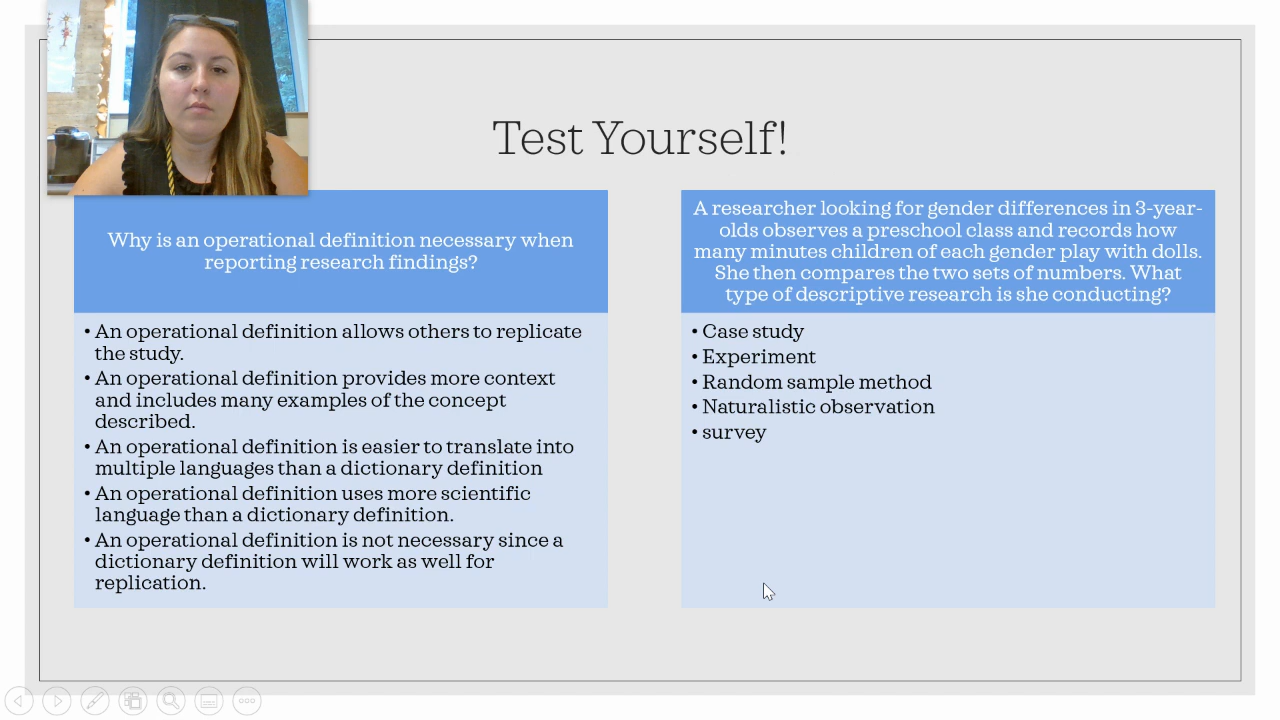 Test Yourself!
Why is an operational definition necessary when
reporting research findings?
• An operational definition allows others to replicate
the study.
• An operational definition provides more context
and includes many examples of the concept
described.
• An operational definition is easier to translate into
multiple languages than a dictionary definition
• An operational definition uses more scientific
language than a dictionary definition.
• An operational definition is not necessary since a
dictionary definition will work as well for
replication.
A researcher looking for gender differences in 3-year-
olds observes a preschool class and records how
many minutes children of each gender play with dolls.
She then compares the two sets of numbers. What
type of descriptive research is she conducting?
• Case study
• Experiment
• Random sample method
• Naturalistic observation
• survey